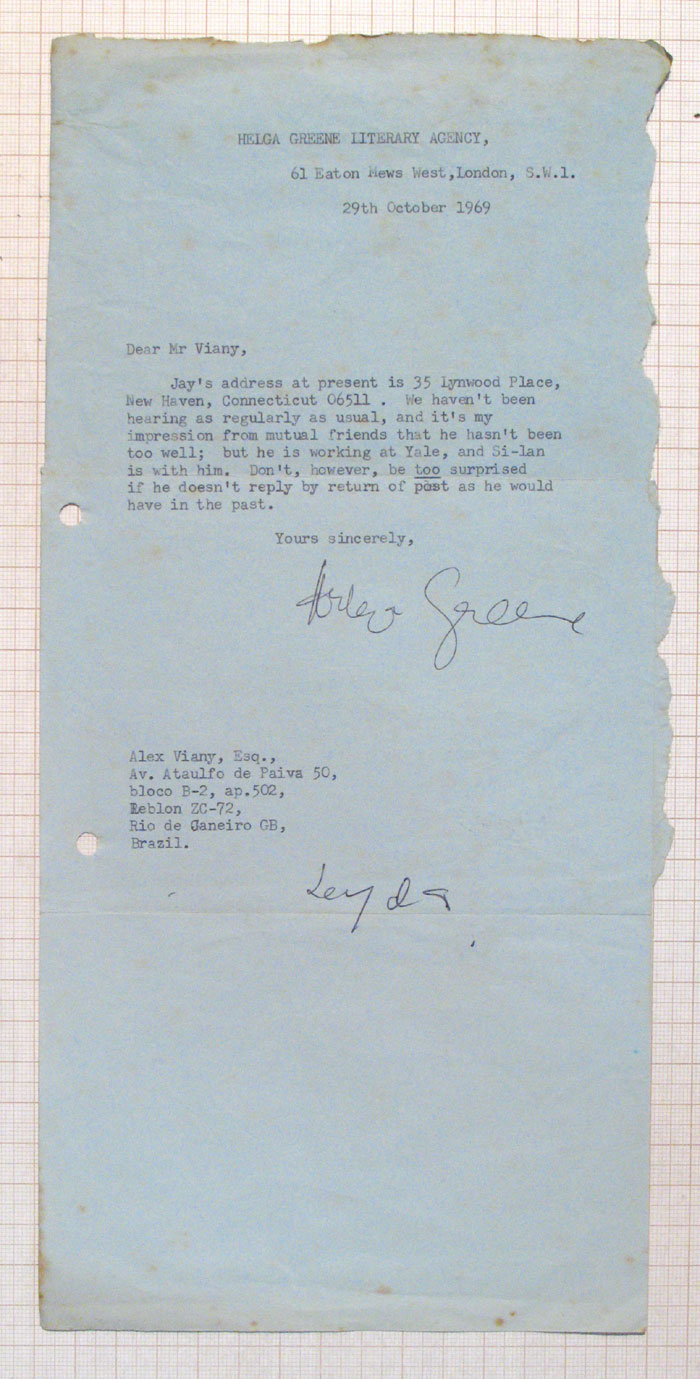 HELGA GREENE LITERARY AGENCY,
61 Eaton Mews West,London, S.W.1.
29th October 1969
Dear Mr Viany,
Jay's address at present is 35 Lynwood Place,
New Haven, Connecticut 06511 . We haven't been
hearing as regularly as usual, and it's my
impression from mutual friends that he hasn't been
too well; but he is working at Yale, and Si-lan
is with him. Don't, however, be too surprised
if he doesn't reply by return of post as he would
have in the past.
Yours sincerely,
Helga Greene
Alex Viany, Esq.,
Av. Ataulfo de Paiva 50,
bloco B-2, ap.502,
Leblon ZC-72,
Rio de Janeiro GB,
Brazil.
Leyda